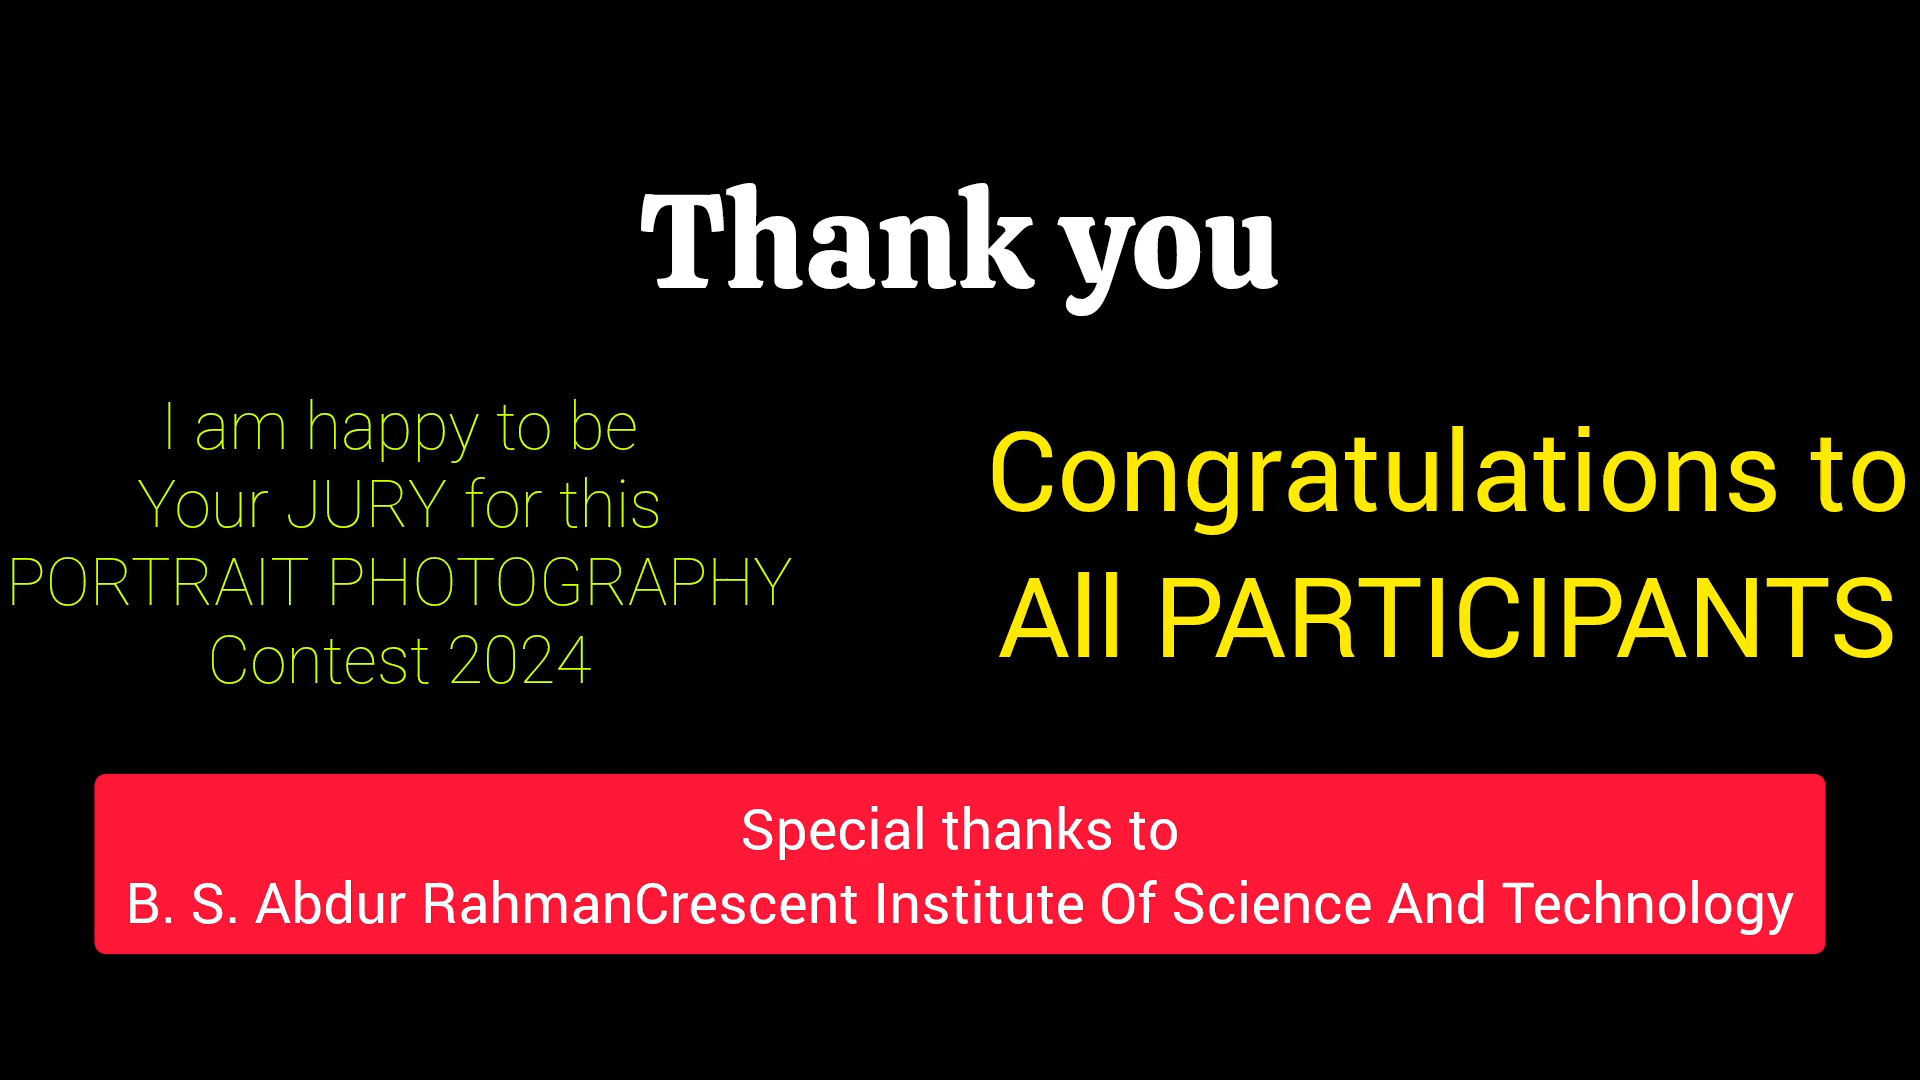 Thank you
I am happy to be
Your JURY for this
PORTRAIT PHOTOGRAPHY
Contest 2024
Congratulations to
All PARTICIPANTS
Special thanks to
B. S. Abdur RahmanCrescent Institute Of Science And Technology